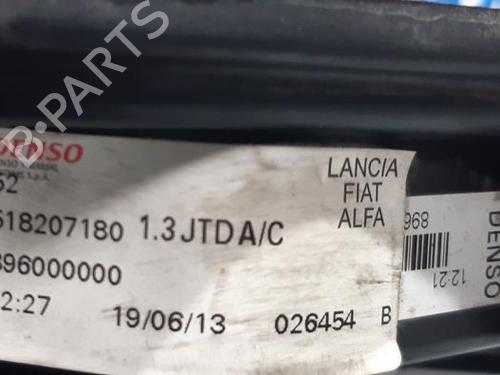 DENSO
B-PARTS
52
518207180 1.3 JTD A/C
896000000
2:27
19/06/13
026454 B
LANCIA
FIAT
ALFA
968
12:21
DENSO